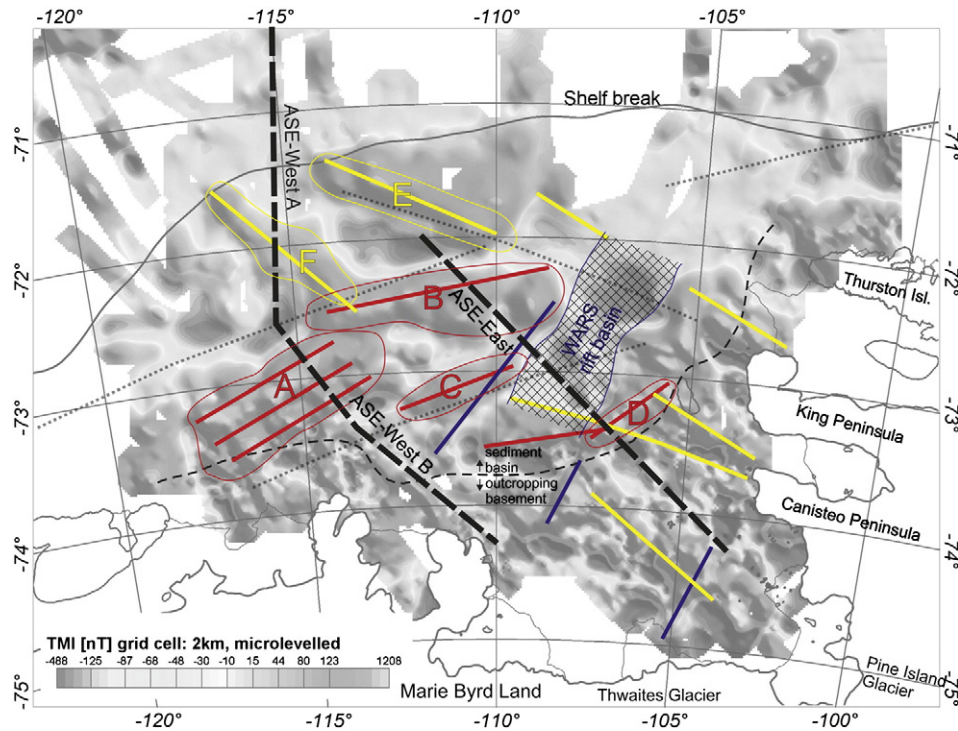 -120° -115° -110° -105°
Shelf break
-71° -71°
ASE-West A
E
F
-72° -72°
B
Thurston Isl.
ASE-East
WARS
rift basin
A
C
D
-73° -73°
King Peninsula
ASE-West B
sediment
basin
outcropping
basement
Canisteo Peninsula
-74° -74°
TMI [nT] grid cell: 2km, microlevelled
-488 -125 -97 -68 -48 -30 -10 15 44 80 123 1208
Pine Island
Glacier
-75° -75°
Marie Byrd Land
Thwaites Glacier
-120° -115° -110° -105° -100°